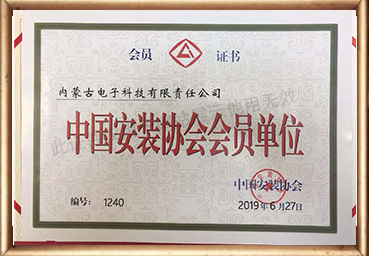 会员 证书
内蒙古电子科技有限责任公司
中国安装协会会员单位
中国安装协会
编号: 1240
2019年6月27日